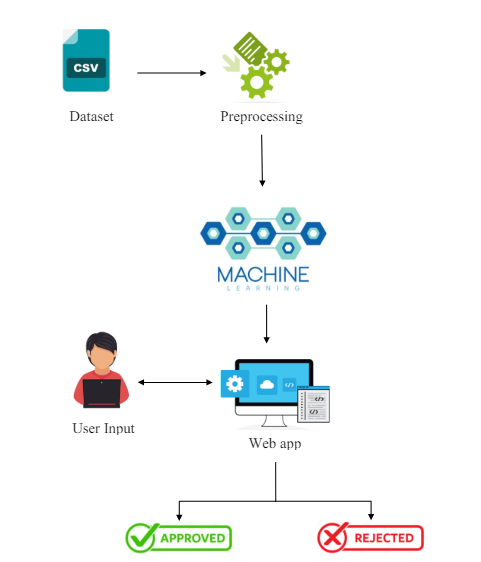 CSV
Dataset
Preprocessing
MACHINE
LEARNING
</>
</>
User Input
Web app
APPROVED
REJECTED